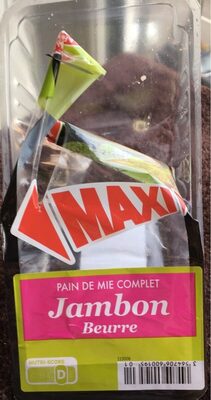 MAXI
PAIN DE MIE COMPLET
Jambon
Beurre
NUTRI-SCORE
D